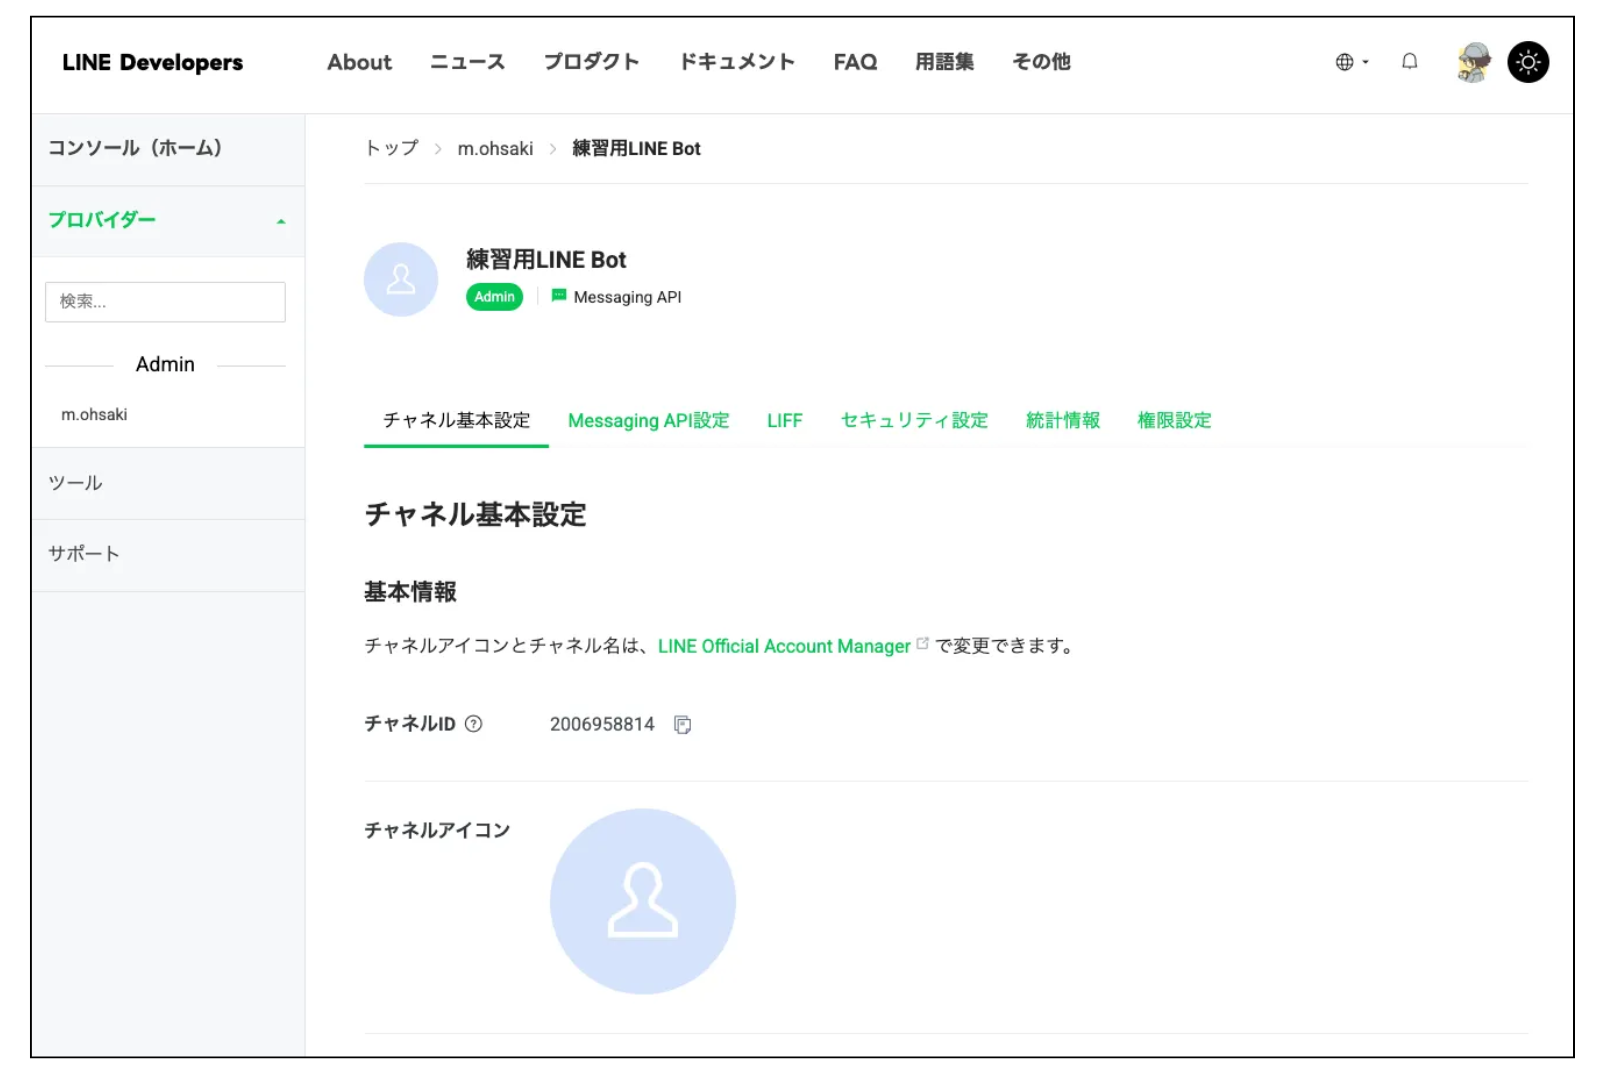 LINE Developers About ニュース プロダクト ドキュメント FAQ 用語集 その他
コンソール（ホーム）
プロバイダー
検索...
Admin
m.ohsaki
ツール
サポート
トップ > m.ohsaki > 練習用LINE Bot
練習用LINE Bot
Admin Messaging API
チャネル基本設定 Messaging API設定 LIFF セキュリティ設定 統計情報 権限設定
チャネル基本設定
基本情報
チャネルアイコンとチャネル名は、LINE Official Account Manager で変更できます。
チャネルID ? 2006958814
チャネルアイコン